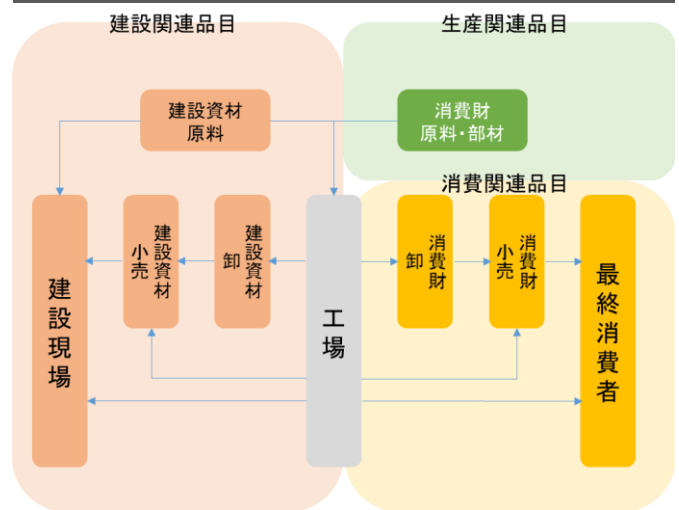 建設関連品目
生産関連品目
建設資材
原料
消費財
原料・部材
消費関連品目
建設現場
建設資材
小売
建設資材
卸
工場
消費財
卸
消費財
小売
最終消費者